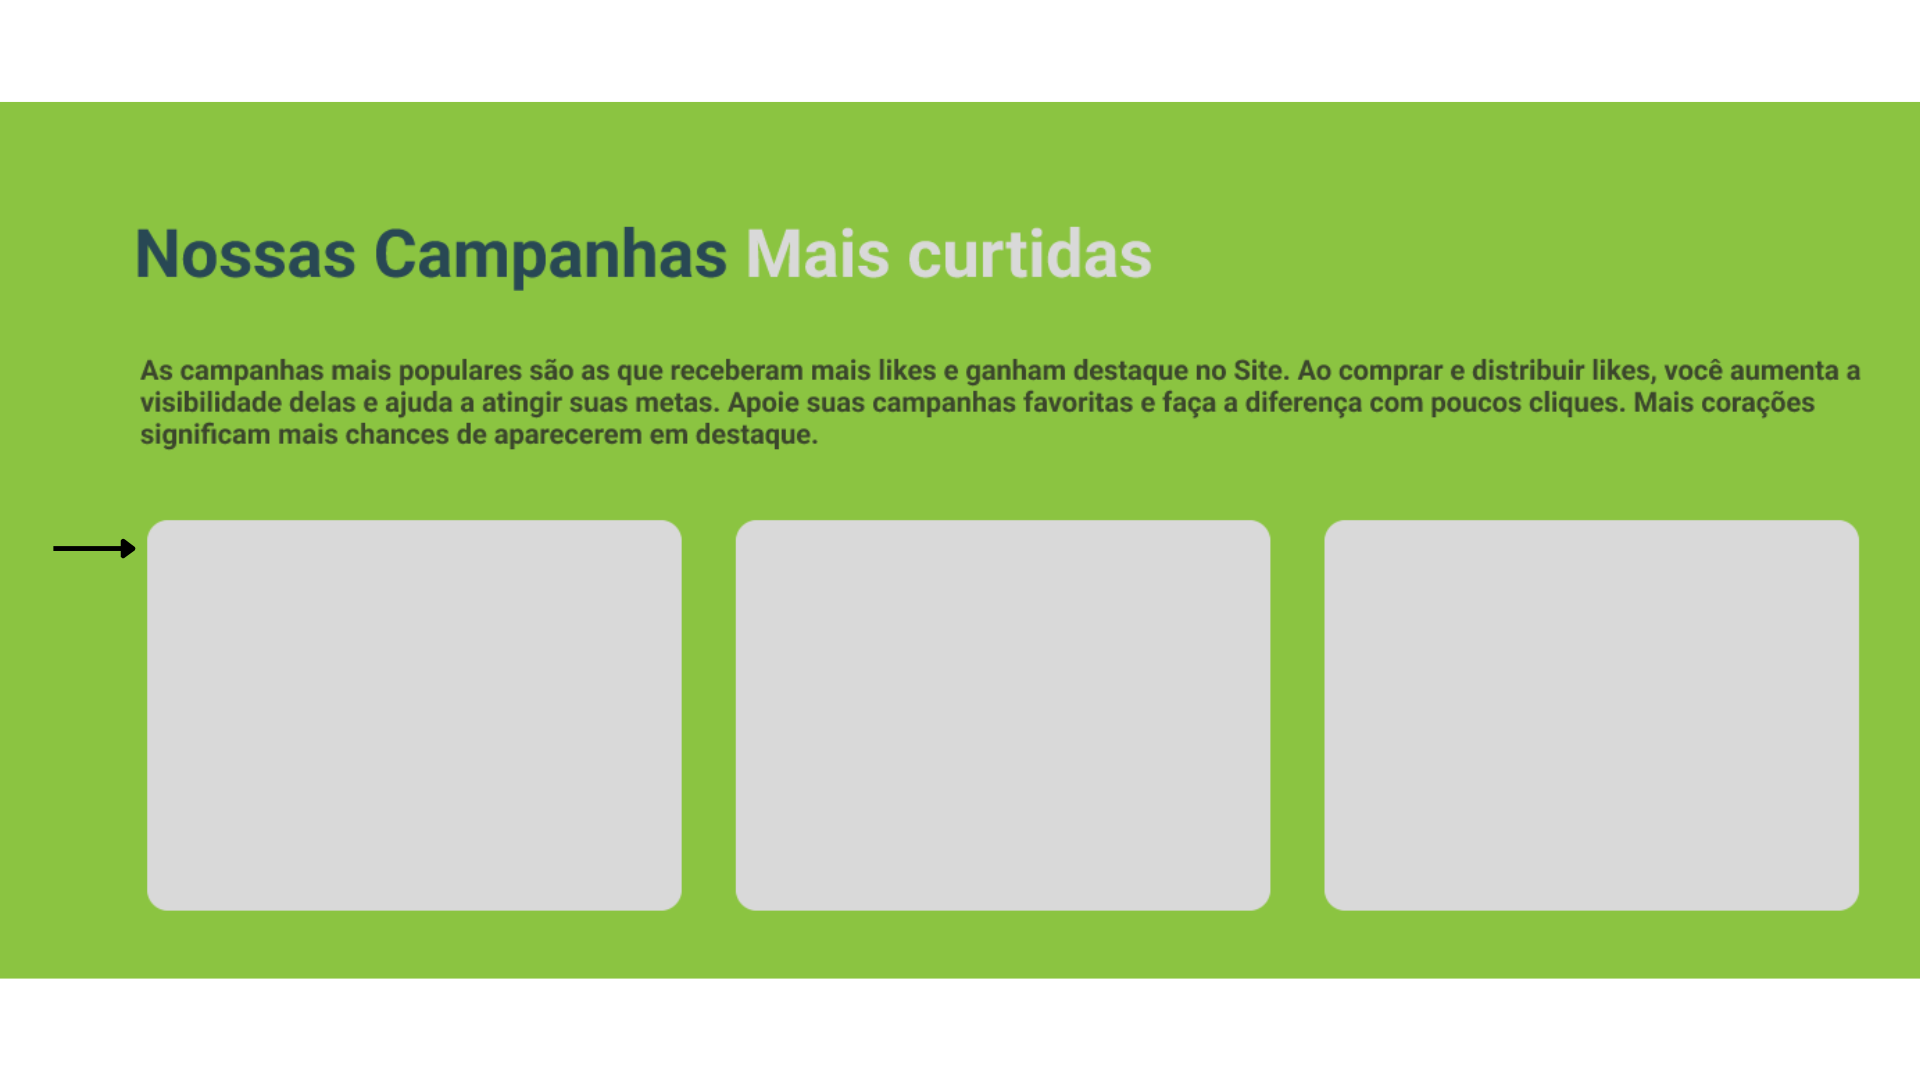 Nossas Campanhas Mais curtidas
As campanhas mais populares são as que receberam mais likes e ganham destaque no Site. Ao comprar e distribuir likes, você aumenta a
visibilidade delas e ajuda a atingir suas metas. Apoie suas campanhas favoritas e faça a diferença com poucos cliques. Mais corações
significam mais chances de aparecerem em destaque.